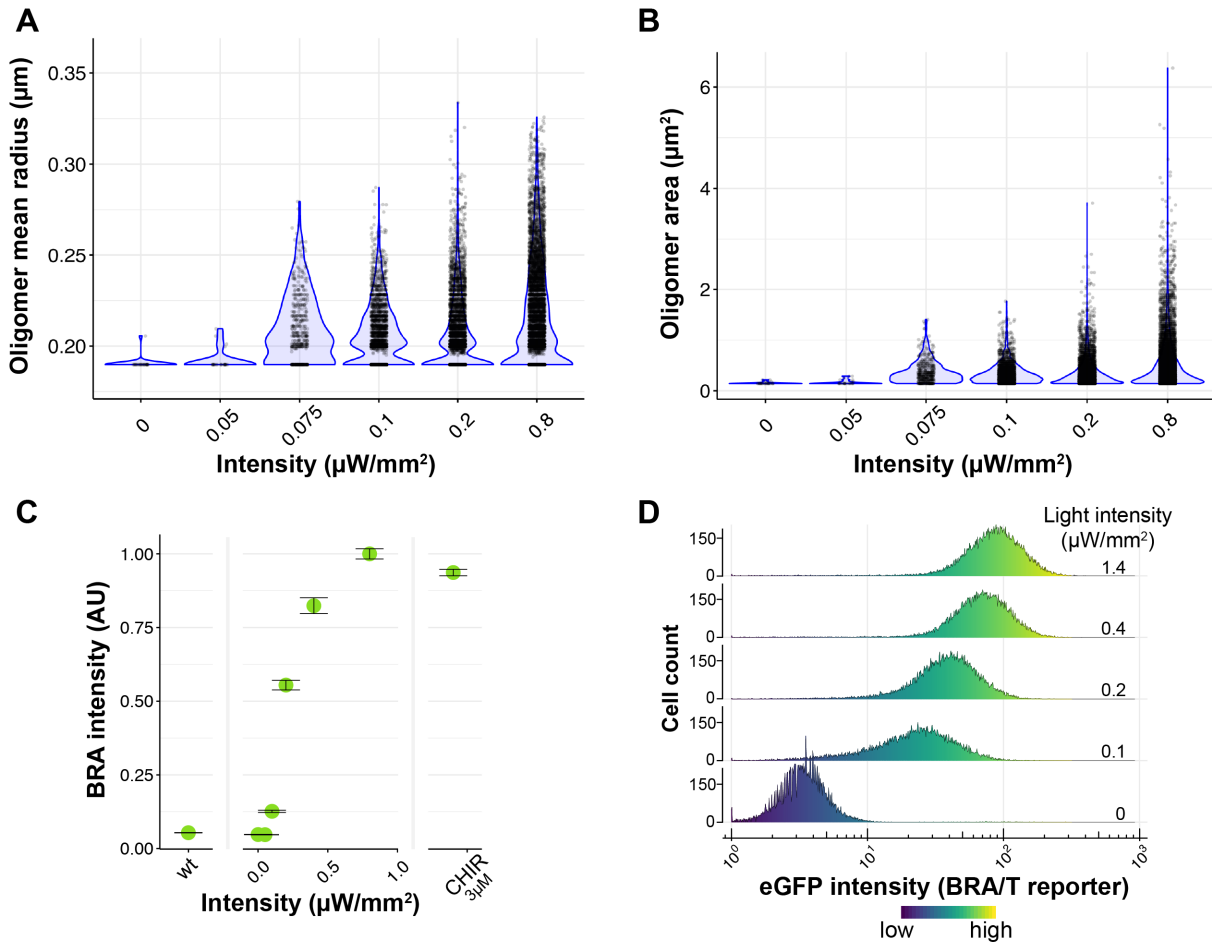 A
Oligomer mean radius (µm)
0.35
0.30
0.25
0.20
0
0.05
0.075
0.1
0.2
0.8
Intensity (µW/mm²)
B
Oligomer area (µm²)
6
4
2
0
0
0.05
0.075
0.1
0.2
0.8
Intensity (µW/mm²)
C
BRA intensity (AU)
1.00
0.75
0.50
0.25
0.00
wt
0.0
0.5
1.0
CHIR
3µM
Intensity (µW/mm²)
D
Light intensity
(µW/mm²)
Cell count
150
0
1.4
150
0
0.4
150
0
0.2
150
0
0.1
150
0
0
10⁰
10¹
10²
10³
eGFP intensity (BRA/T reporter)
low
high